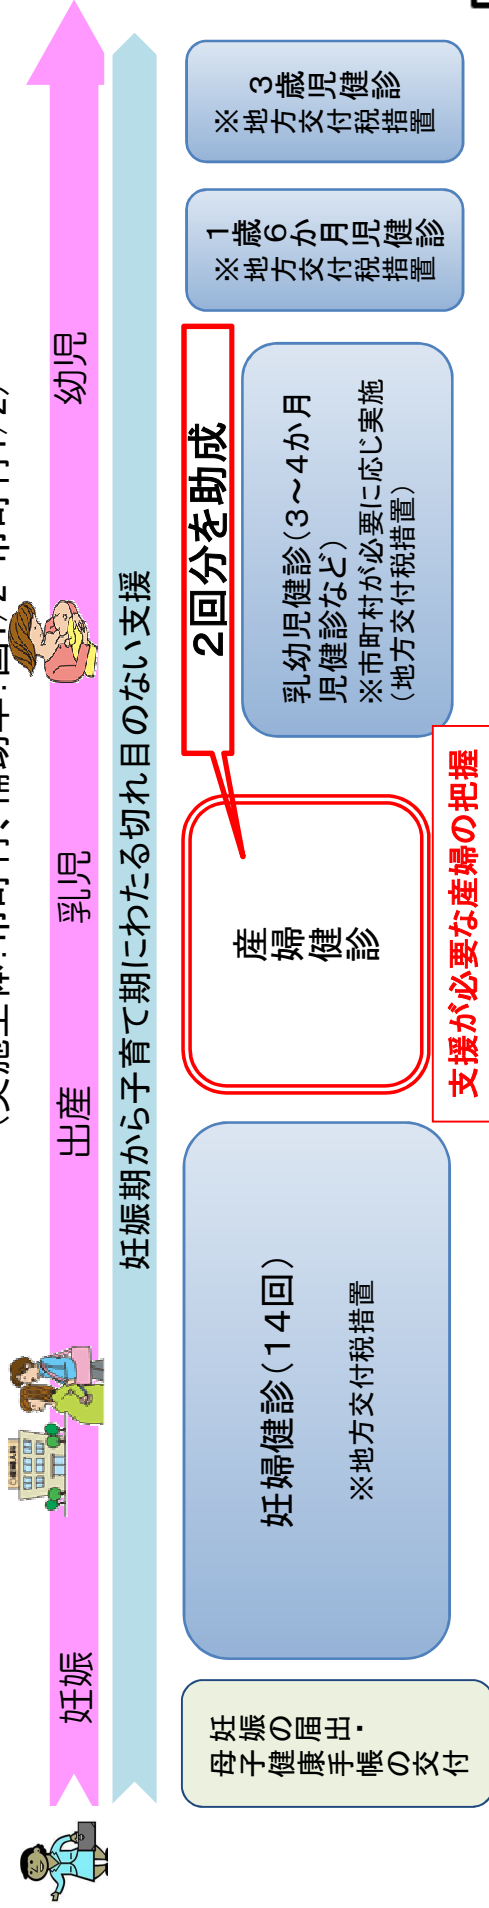 妊娠
出産
乳児
幼児
妊娠期から子育て期にわたる切れ目のない支援
妊娠の届出・
母子健康手帳の交付
妊婦健診(14回)
※地方交付税措置
産婦
健診
2回分を助成
支援が必要な産婦の把握
乳幼児健診(3~4か月
児健診など)
※市町村が必要に応じ実施
(地方交付税措置)
1歳6か月児健診
※地方交付税措置
3歳児健診
※地方交付税措置